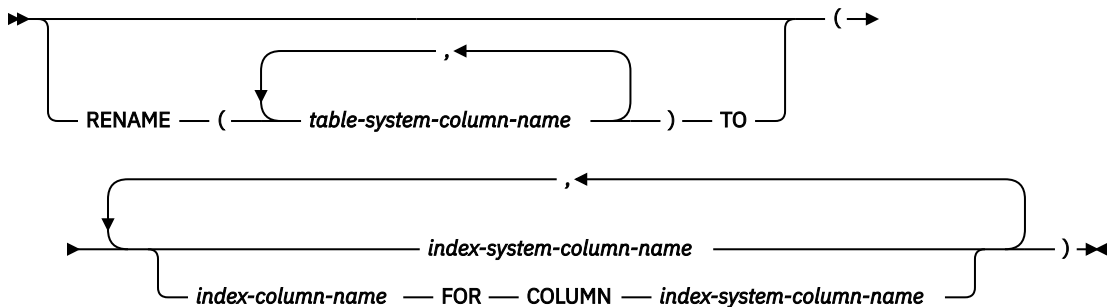 (
,
RENAME ( table-system-column-name ) TO
,
index-system-column-name )
index-column-name FOR COLUMN index-system-column-name